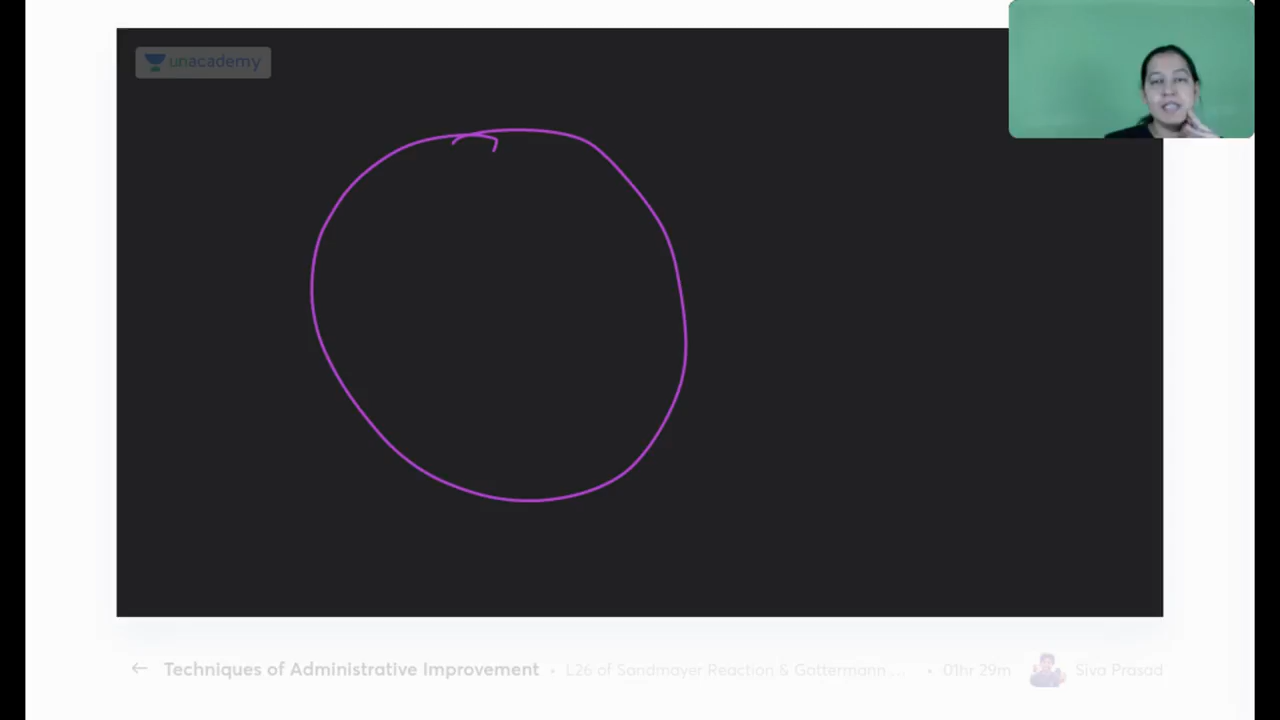 unacademy
Techniques of Administrative Improvement • L26 of Sandmayer Reaction & Gattermann.... • 01hr 29m Siva Prasad